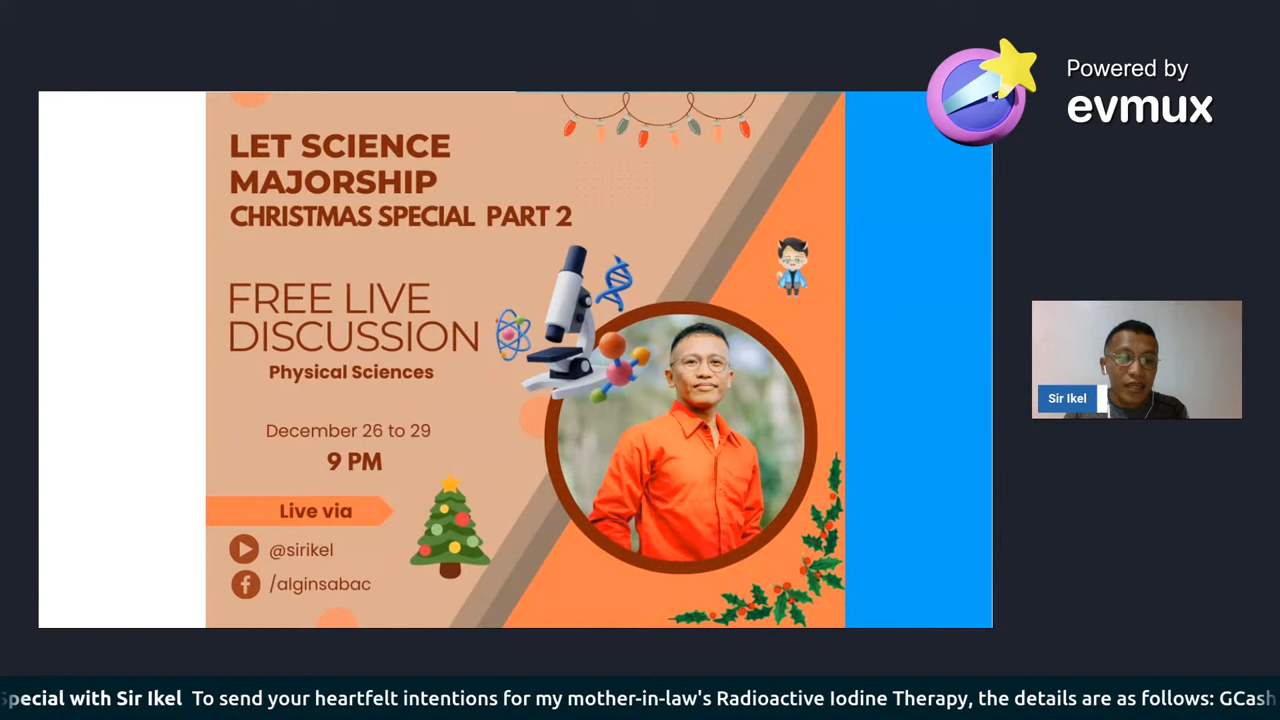 Powered by
evmux
LET SCIENCE
MAJORSHIP
CHRISTMAS SPECIAL PART 2
FREE LIVE
DISCUSSION
Physical Sciences
December 26 to 29
9 PM
Live via
@sirikel
/alginsabac
Sir Ikel
pecial with Sir Ikel To send your heartfelt intentions for my mother-in-law's Radioactive Iodine Therapy, the details are as follows: GCash